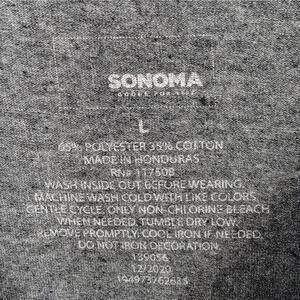 SONOMA
GOODS FOR LIFE
L
65% POLYESTER 35% COTTON
MADE IN HONDURAS
RN# 117508
WASH INSIDE OUT BEFORE WEARING.
MACHINE WASH COLD WITH LIKE COLORS,
GENTLE CYCLE. ONLY NON-CHLORINE BLEACH
WHEN NEEDED. TUMBLE DRY LOW.
REMOVE PROMPTLY. COOL IRON IF NEEDED.
DO NOT IRON DECORATION.
139056
12/2020
194973762635